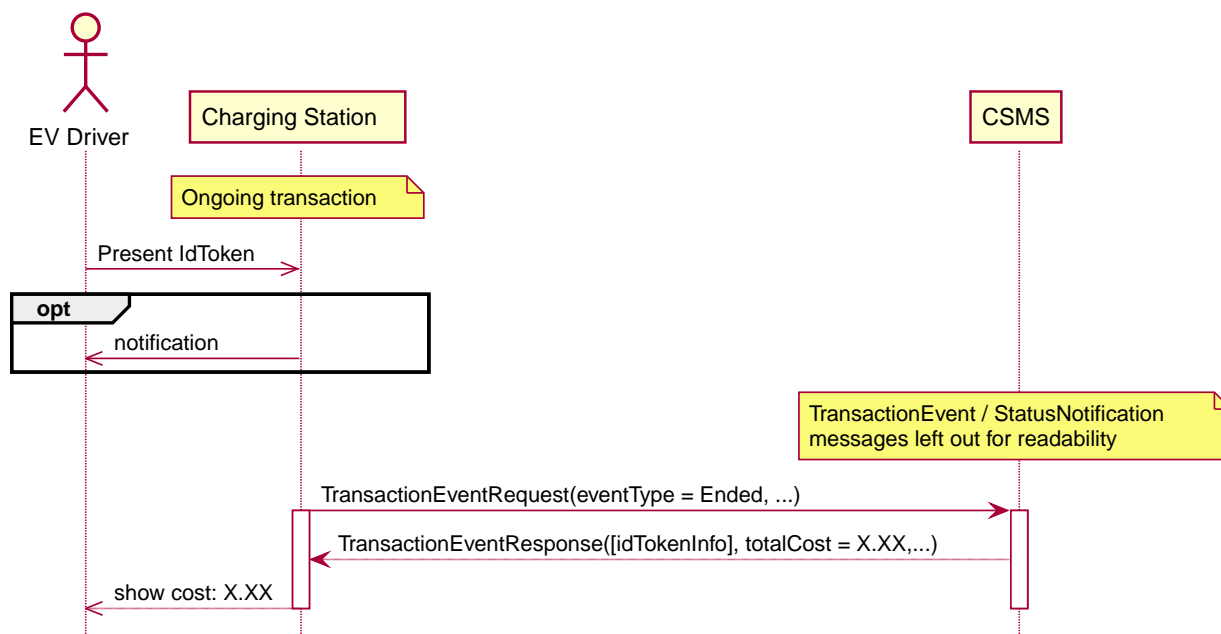 EV Driver
Charging Station
CSMS
Ongoing transaction
Present IdToken
opt
notification
TransactionEvent / StatusNotification
messages left out for readability
TransactionEventRequest(eventType = Ended, ...)
TransactionEventResponse([idTokenInfo], totalCost = X.XX,...)
show cost: X.XX